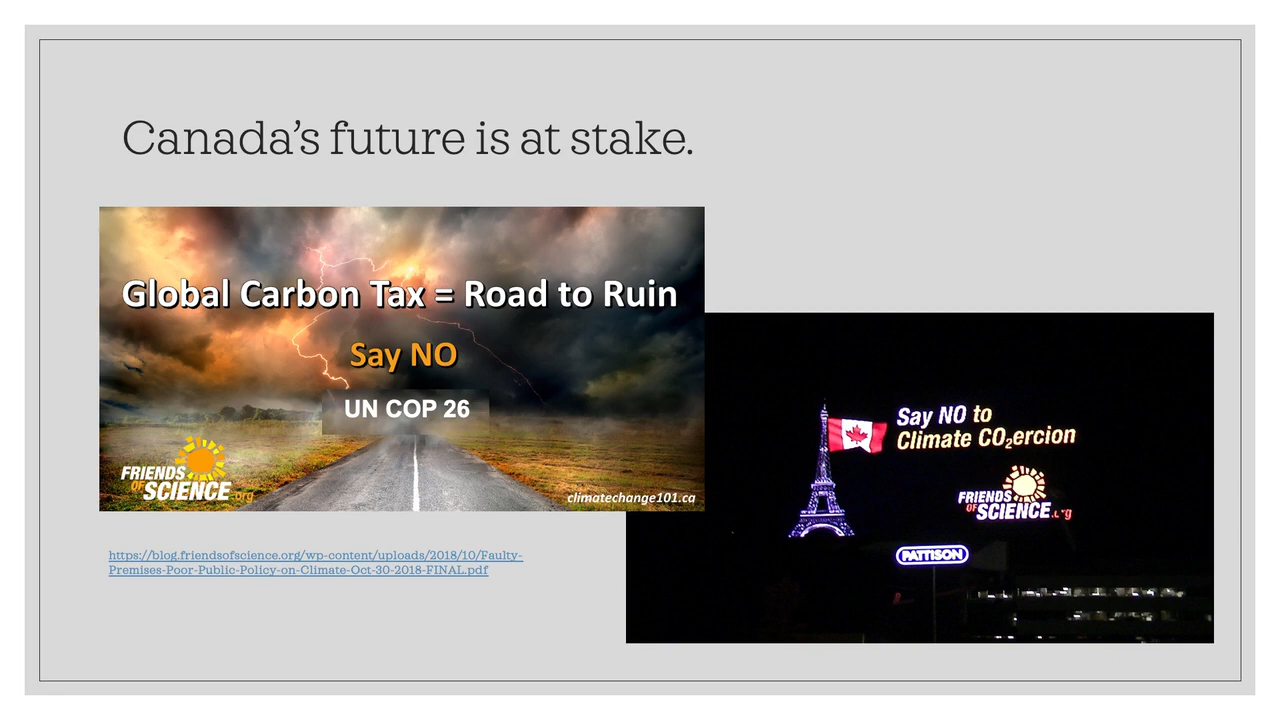 Canada’s future is at stake.
Global Carbon Tax = Road to Ruin
Say NO
UN COP 26
FRIENDS
OF SCIENCE.org
climatechange101.ca
Say NO to
Climate CO₂ercion
FRIENDS
OF SCIENCE
PATTISON
https://blog.friendsofscience.org/wp-content/uploads/2018/10/Faulty-
Premises-Poor-Public-Policy-on-Climate-Oct-30-2018-FINAL.pdf